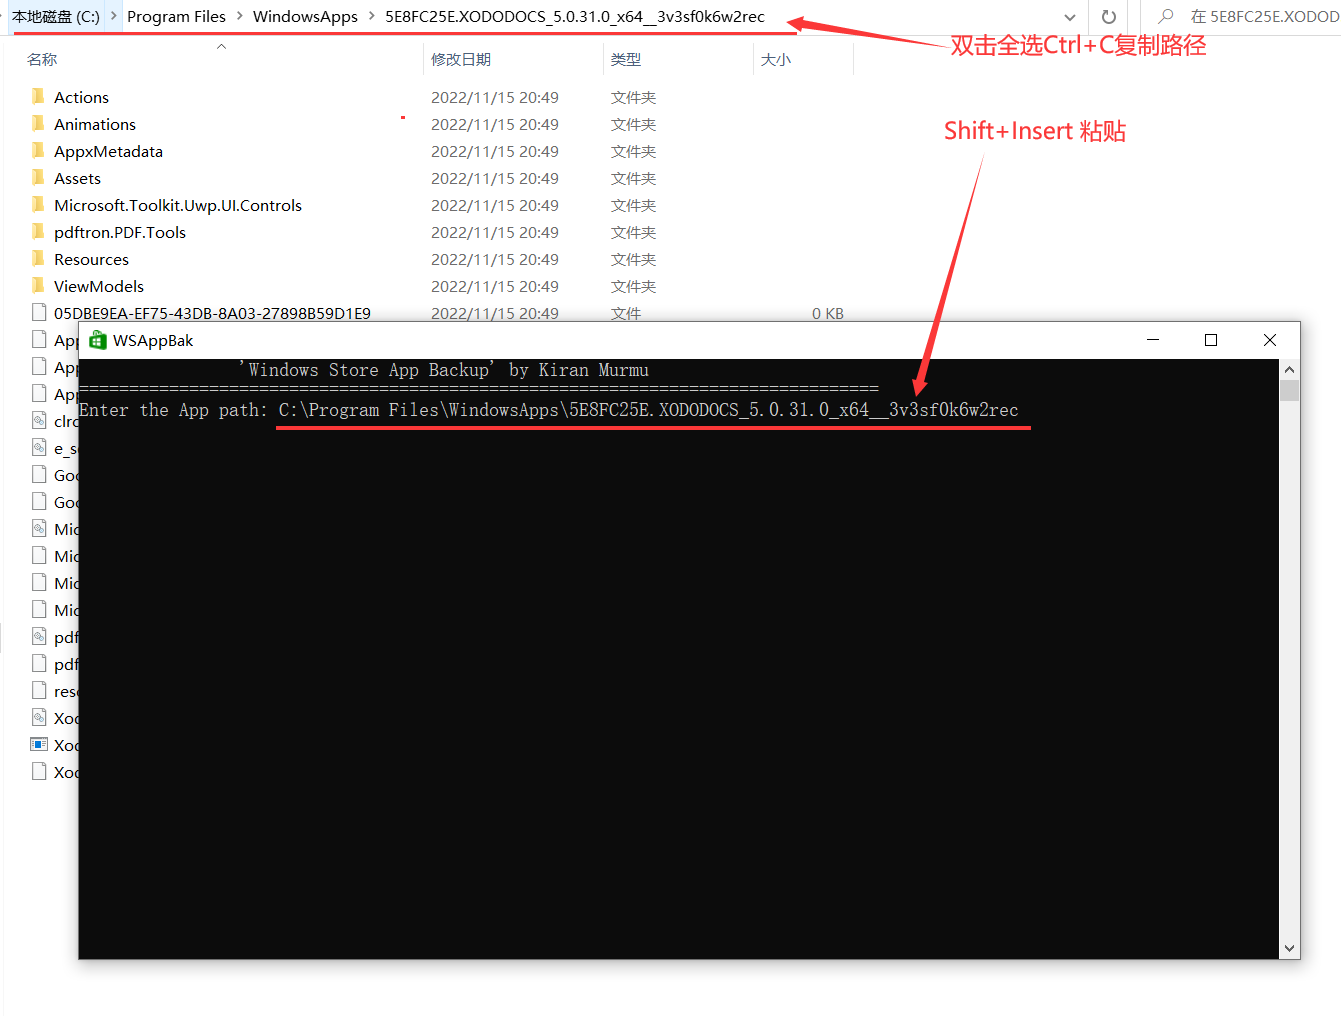 本地磁盘 (C:) > Program Files > WindowsApps > 5E8FC25E.XODODOCS_5.0.31.0_x64__3v3sf0k6w2rec
在 5E8FC25E.XODOD
双击全选Ctrl+C复制路径
名称 修改日期 类型 大小
Actions 2022/11/15 20:49 文件夹
Animations 2022/11/15 20:49 文件夹
Shift+Insert 粘贴
AppxMetadata 2022/11/15 20:49 文件夹
Assets 2022/11/15 20:49 文件夹
Microsoft.Toolkit.Uwp.UI.Controls 2022/11/15 20:49 文件夹
pdftron.PDF.Tools 2022/11/15 20:49 文件夹
Resources 2022/11/15 20:49 文件夹
ViewModels 2022/11/15 20:49 文件夹
05DBE9EA-EF75-43DB-8A03-27898B59D1E9 2022/11/15 20:49 文件 0 KB
App
App
App
clrc
e_s
Goo
Goo
Mic
Mic
Mic
Mic
pdf
pdf
reso
Xod
Xod
Xod
WSAppBak
'Windows Store App Backup' by Kiran Murmu
================================================================================
Enter the App path: C:\Program Files\WindowsApps\5E8FC25E.XODODOCS_5.0.31.0_x64__3v3sf0k6w2rec